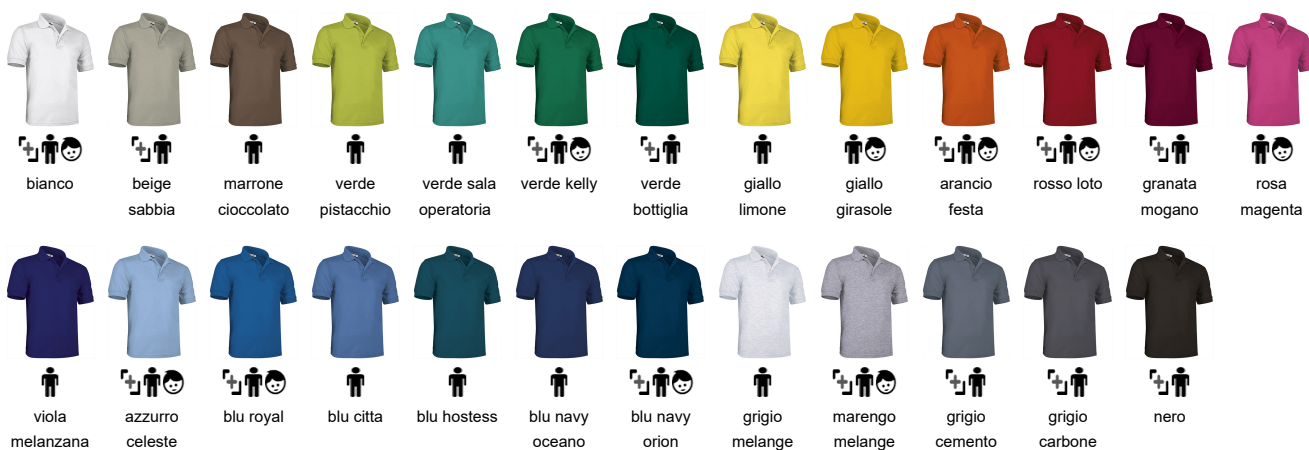 bianco beige marrone verde verde sala verde kelly verde giallo giallo arancio rosso loto granata rosa
sabbia cioccolato pistacchio operatoria bottiglia limone girasole festa mogano magenta
viola azzurro blu royal blu citta blu hostess blu navy blu navy grigio marengo grigio grigio nero
melanzana celeste oceano orion melange melange cemento carbone